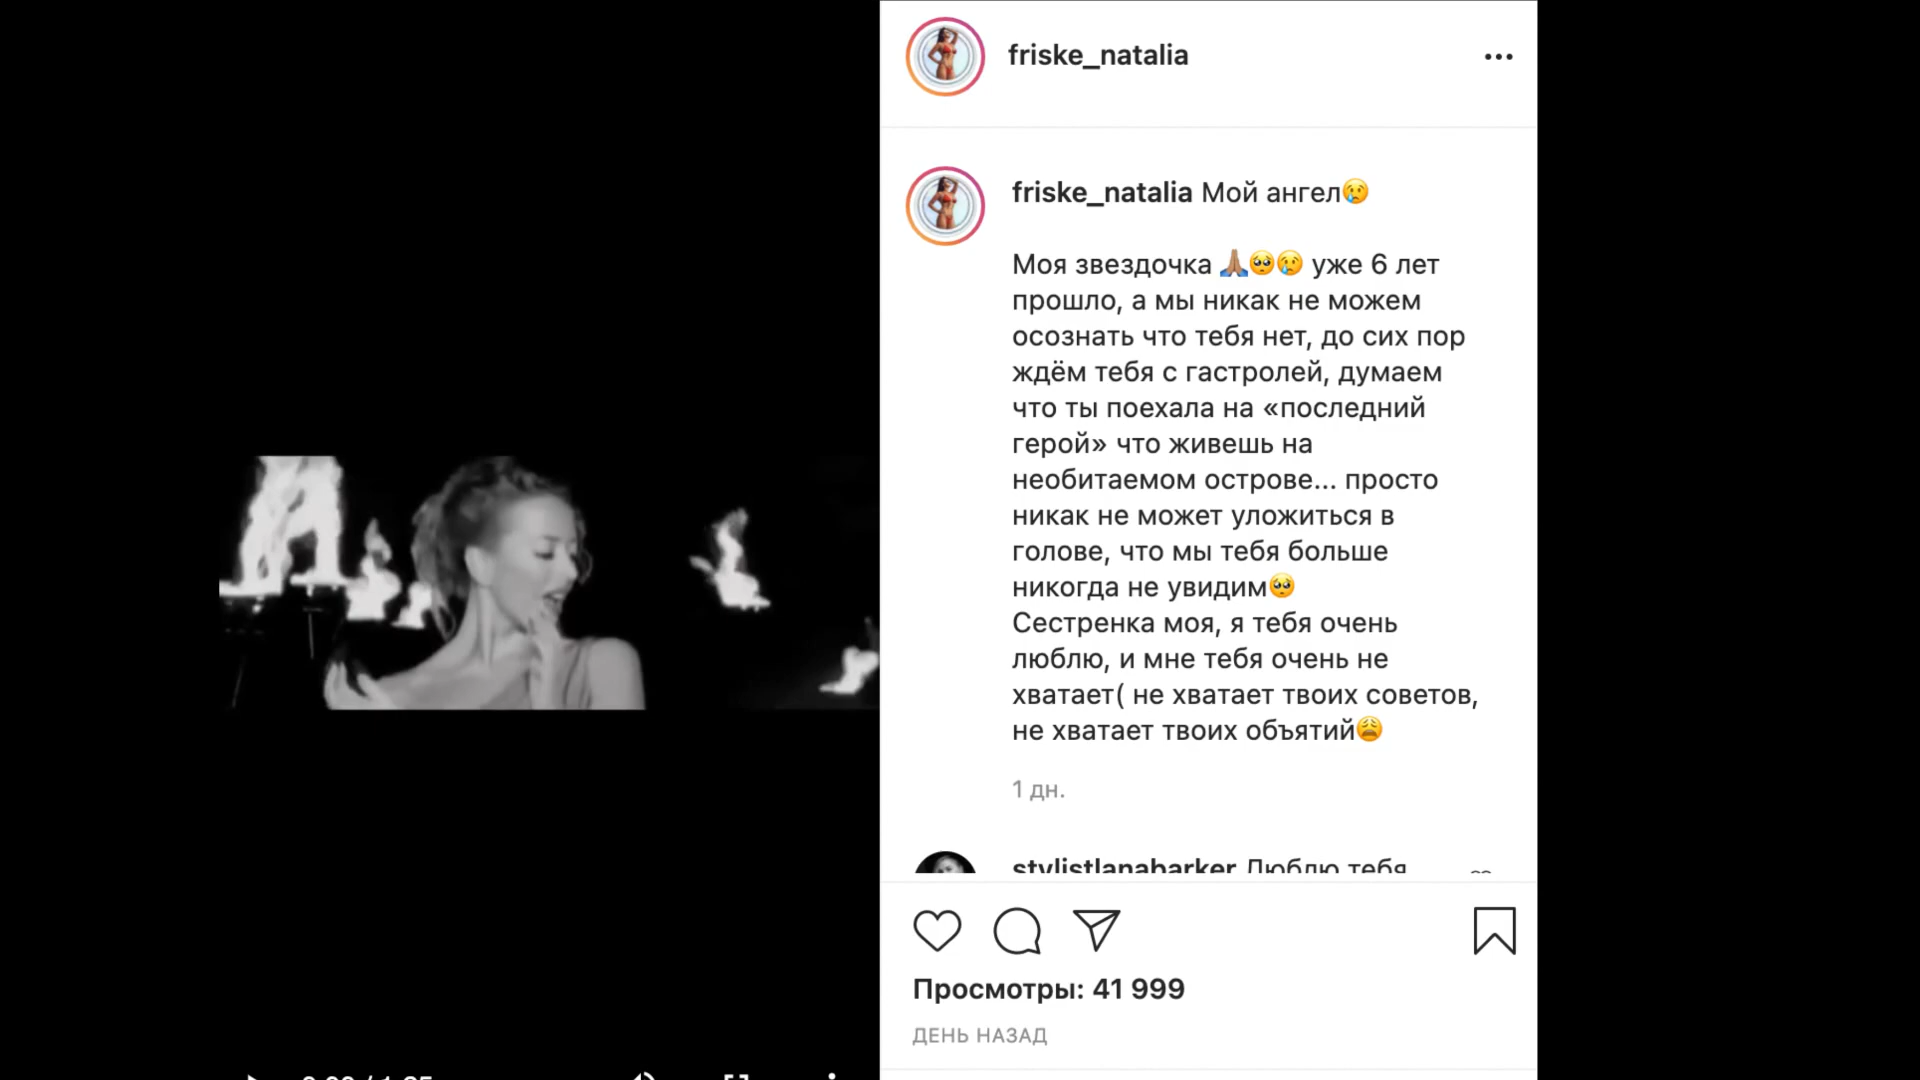 friske_natalia
friske_natalia Мой ангел😢
Моя звездочка 🙏🏽🥺😢 уже 6 лет
прошло, а мы никак не можем
осознать что тебя нет, до сих пор
ждём тебя с гастролей, думаем
что ты поехала на «последний
герой» что живешь на
необитаемом острове... просто
никак не может уложиться в
голове, что мы тебя больше
никогда не увидим🥺
Сестренка моя, я тебя очень
люблю, и мне тебя очень не
хватает( не хватает твоих советов,
не хватает твоих объятий😩
1 дн.
stylistlanabarker Люблю тебя
Просмотры: 41 999
ДЕНЬ НАЗАД